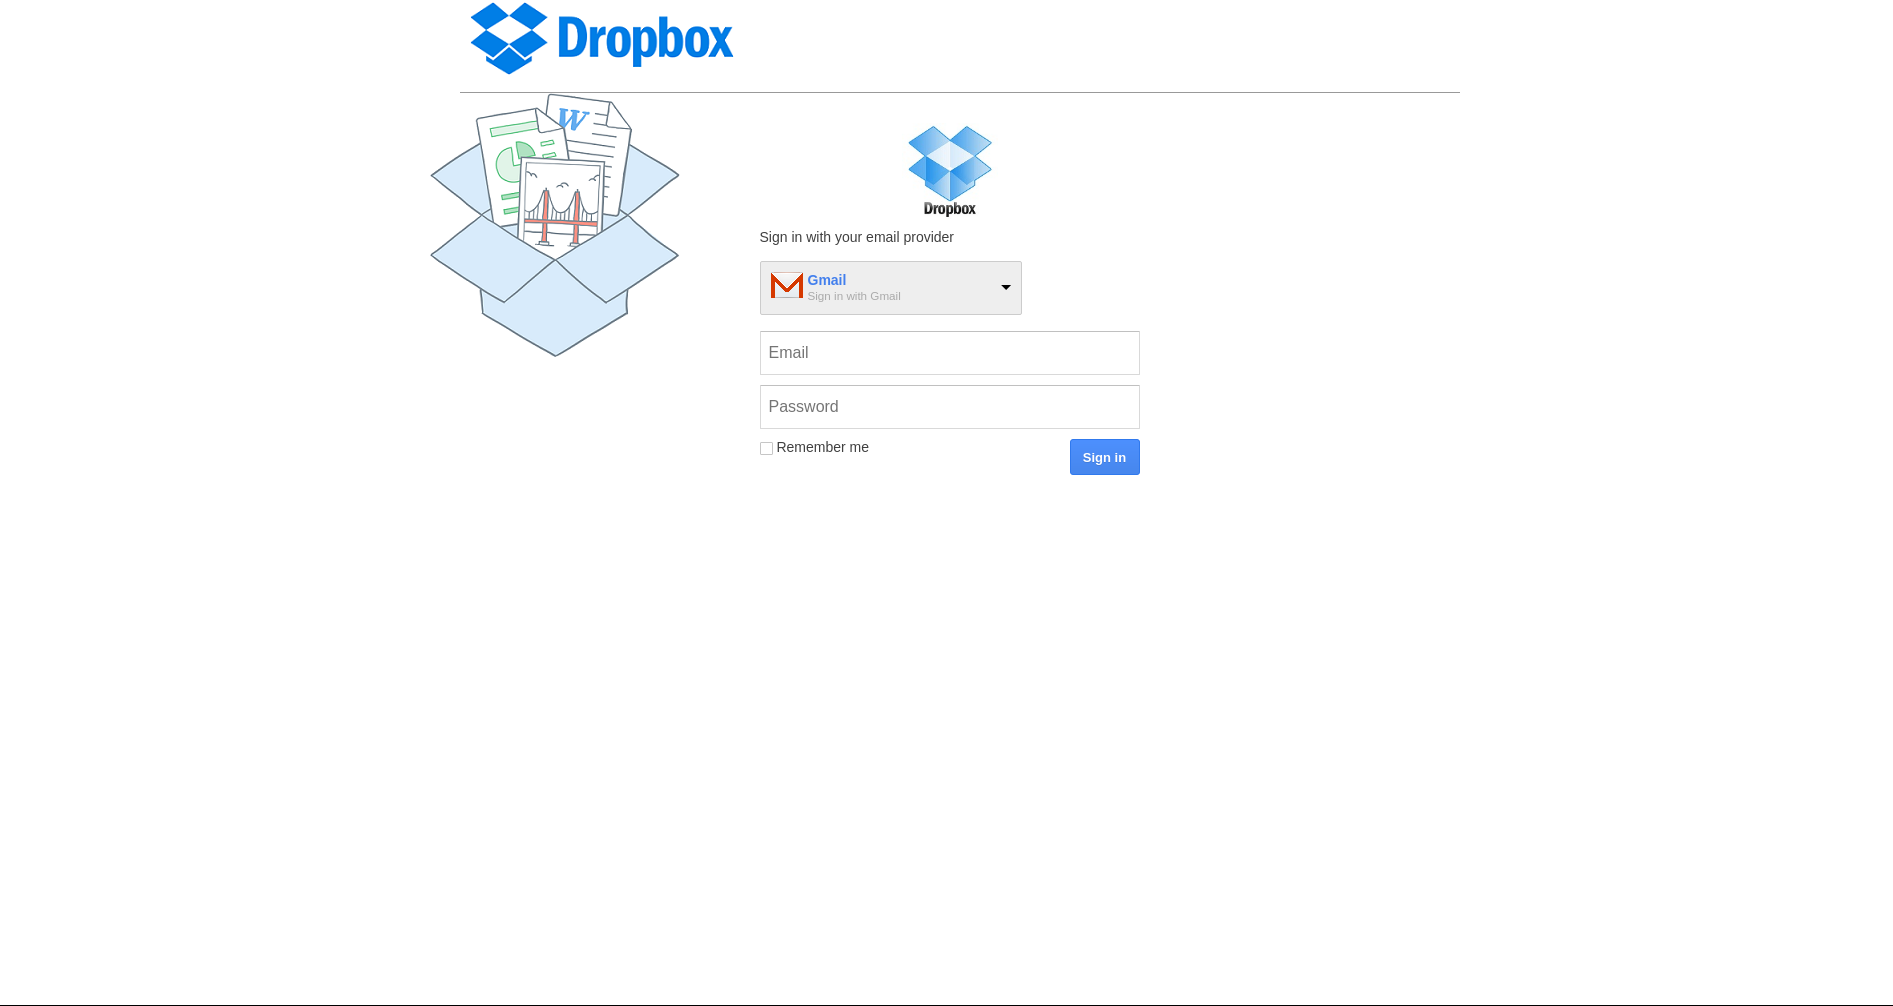 Dropbox
W
Dropbox
Sign in with your email provider
Gmail
Sign in with Gmail
Email
Password
Remember me
Sign in